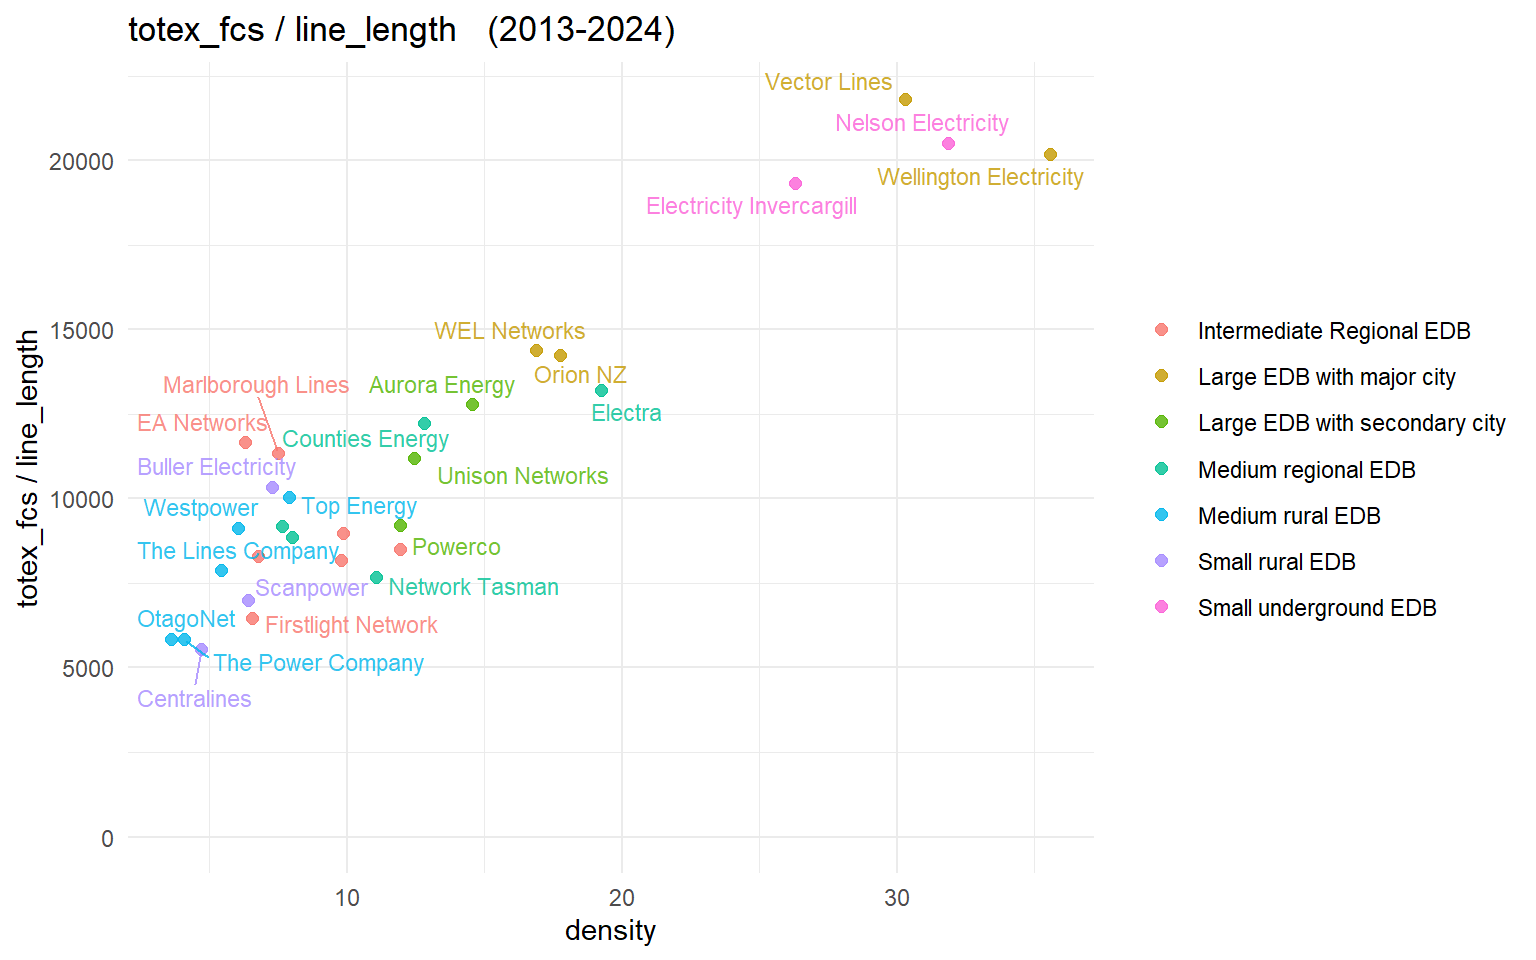 totex_fcs / line_length   (2013-2024)
Vector Lines
Nelson Electricity
20000
Wellington Electricity
Electricity Invercargill
15000
WEL Networks
Orion NZ
Marlborough Lines
Aurora Energy
Electra
EA Networks
Counties Energy
Buller Electricity
Unison Networks
10000
Westpower
Top Energy
The Lines Company
Powerco
Scanpower
Network Tasman
OtagoNet
Firstlight Network
5000
The Power Company
Centralines
0
10
20
30
density
totex_fcs / line_length
Intermediate Regional EDB
Large EDB with major city
Large EDB with secondary city
Medium regional EDB
Medium rural EDB
Small rural EDB
Small underground EDB